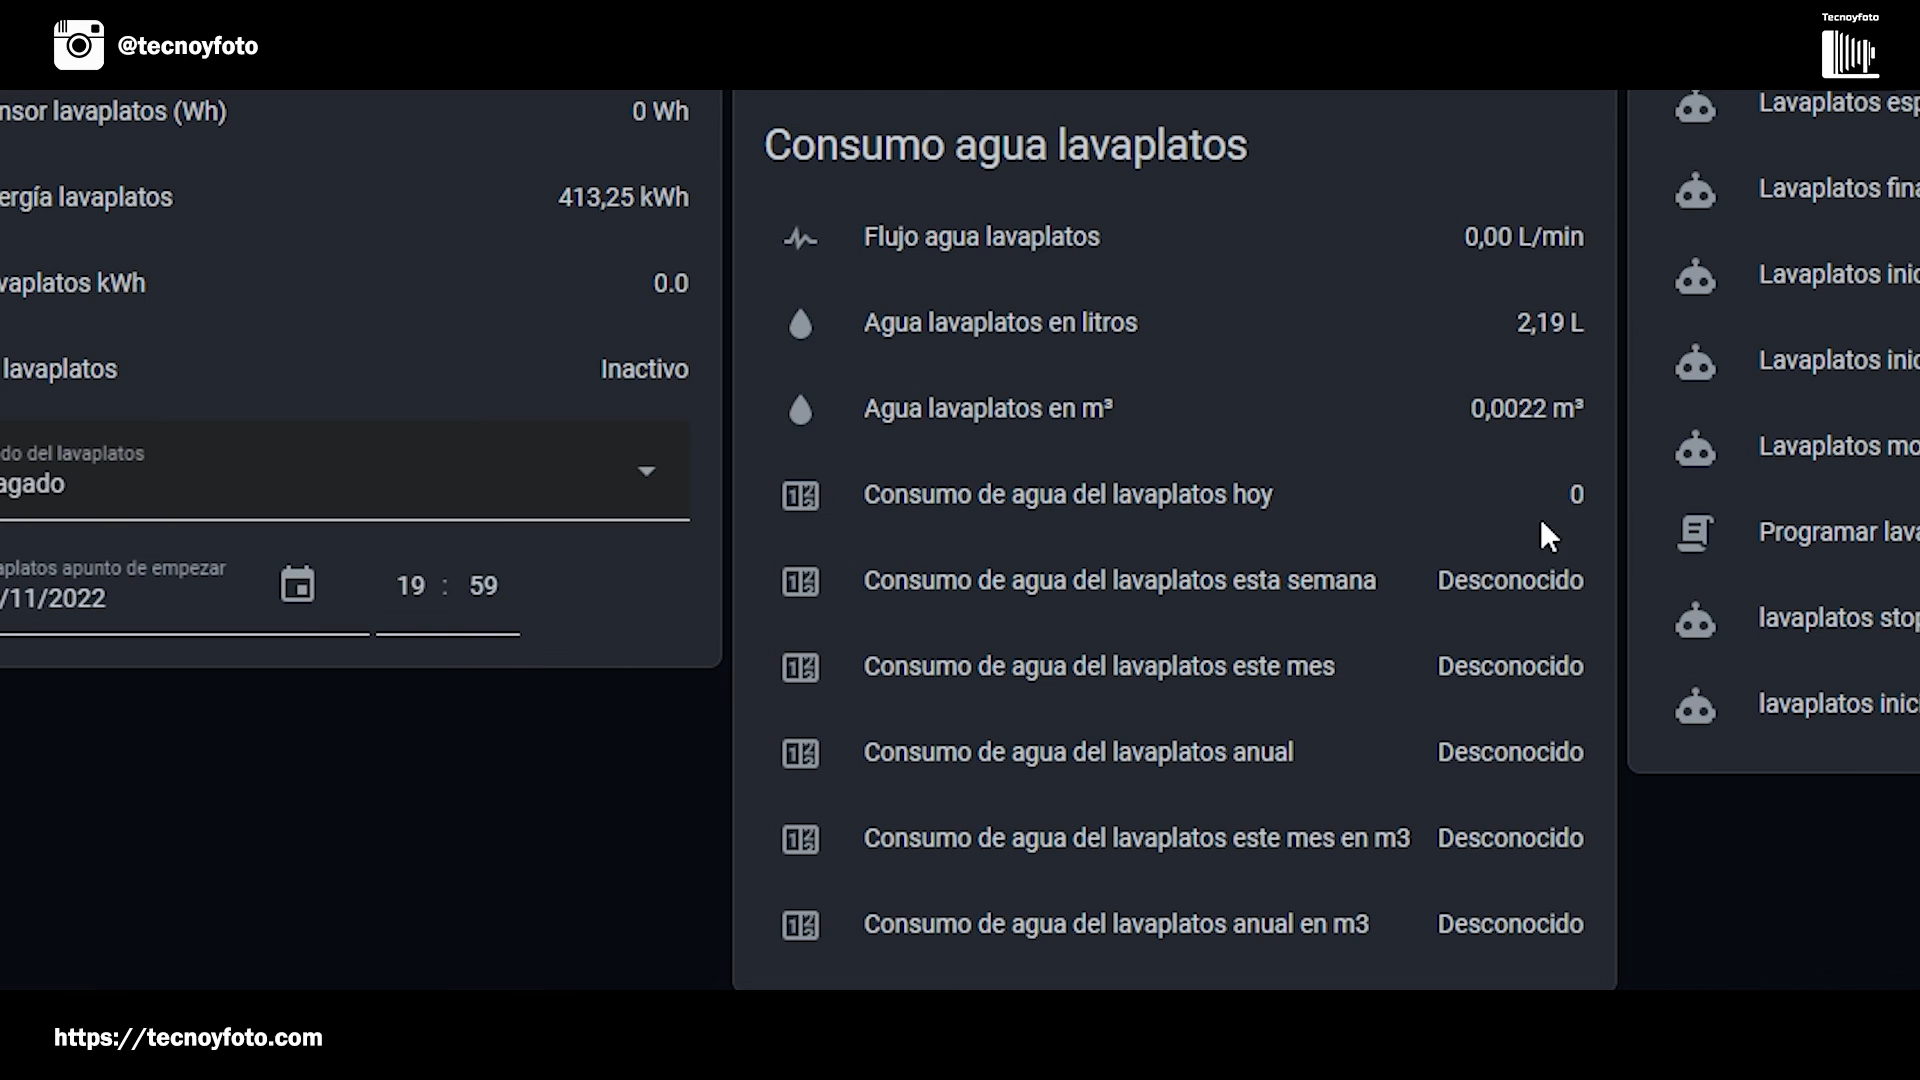 @tecnoyfoto
Tecnoyfoto
nsor lavaplatos (Wh) 0 Wh
ergía lavaplatos 413,25 kWh
vaplatos kWh 0.0
lavaplatos Inactivo
do del lavaplatos
agado
aplatos apunto de empezar
/11/2022 19 : 59
Consumo agua lavaplatos
Flujo agua lavaplatos 0,00 L/min
Agua lavaplatos en litros 2,19 L
Agua lavaplatos en m³ 0,0022 m³
Consumo de agua del lavaplatos hoy 0
Consumo de agua del lavaplatos esta semana Desconocido
Consumo de agua del lavaplatos este mes Desconocido
Consumo de agua del lavaplatos anual Desconocido
Consumo de agua del lavaplatos este mes en m3 Desconocido
Consumo de agua del lavaplatos anual en m3 Desconocido
Lavaplatos esp
Lavaplatos fina
Lavaplatos inic
Lavaplatos inic
Lavaplatos mo
Programar lava
lavaplatos stop
lavaplatos inici
https://tecnoyfoto.com